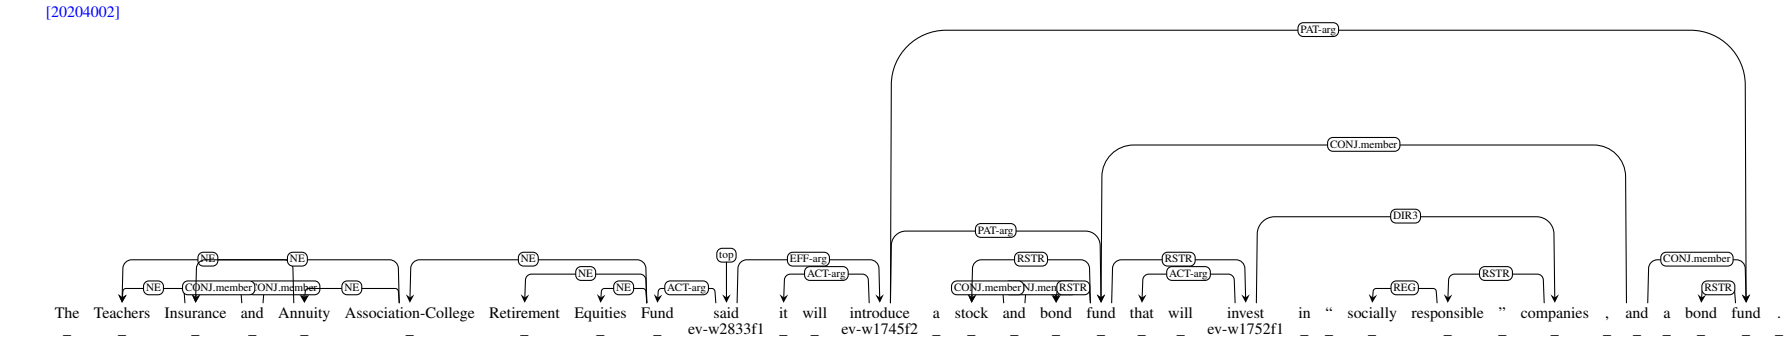 [20204002]
PAT-arg
CONJ.member
DIR3
PAT-arg
NE NE NE top EFF-arg RSTR RSTR CONJ.member
NE ACT-arg ACT-arg RSTR
NE CONJ.member CONJ.member NE NE ACT-arg CONJ.member RSTR REG RSTR
The Teachers Insurance and Annuity Association-College Retirement Equities Fund said it will introduce a stock and bond fund that will invest in “ socially responsible ” companies , and a bond fund .
_ _ _ _ _ _ _ _ _ ev-w2833f1 _ _ ev-w1745f2 _ _ _ _ _ _ _ ev-w1752f1 _ _ _ _ _ _ _ _ _ _ _ _